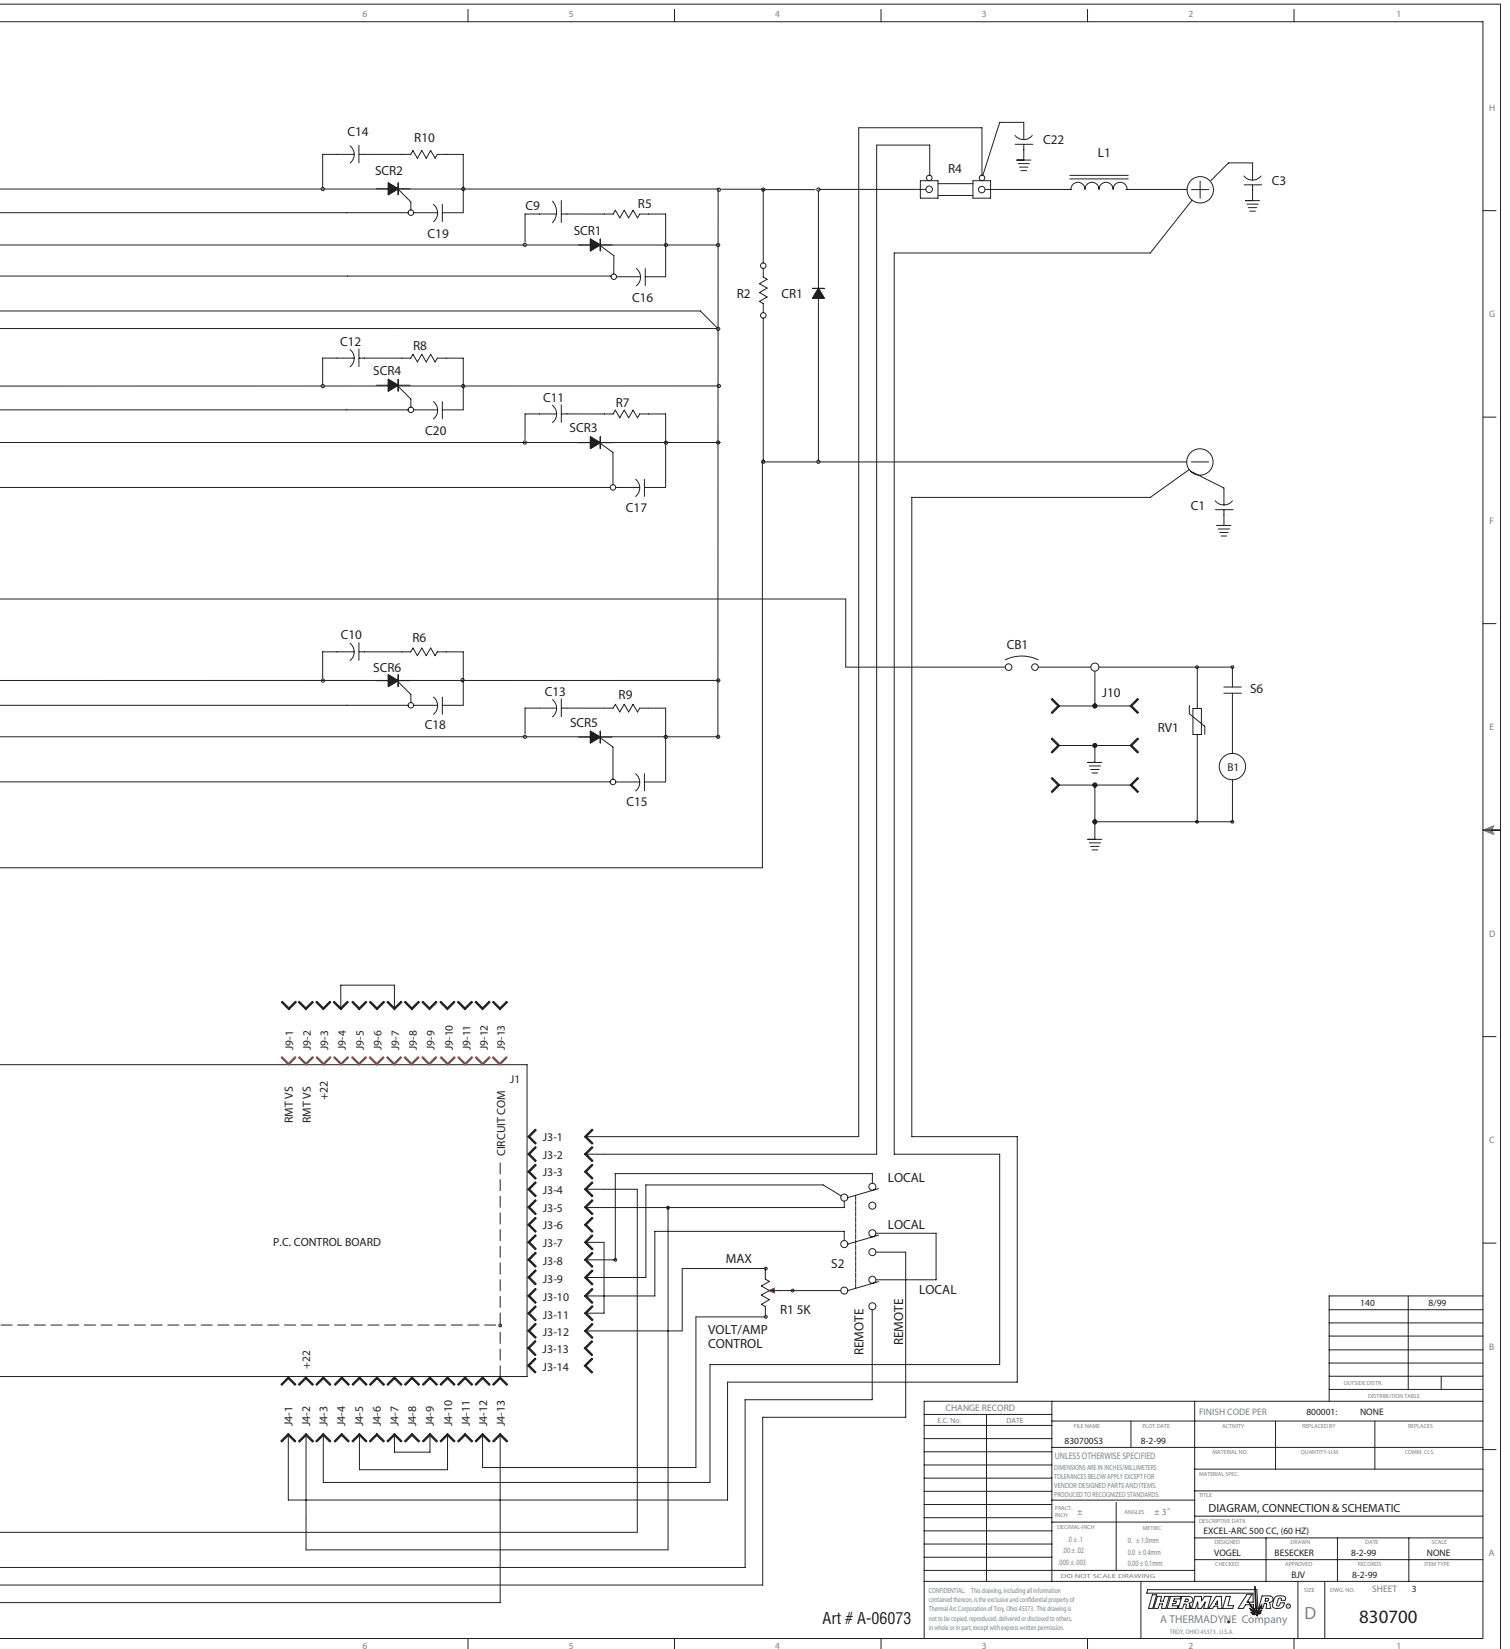 6 5 4 3 2 1
H
C14
R10
SCR2
C19
C9
R5
SCR1
C16
C22
R4
L1
C3
R2
CR1
G
C12
R8
SCR4
C20
C11
R7
SCR3
C17
C1
F
C10
R6
SCR6
C18
C13
R9
SCR5
C15
CB1
J10
S6
RV1
B1
E
D
J9-1
J9-2
J9-3
J9-4
J9-5
J9-6
J9-7
J9-8
J9-9
J9-10
J9-11
J9-12
J9-13
RMT VS
RMT VS
+22
CIRCUIT COM
J1
C
J3-1
J3-2
J3-3
J3-4
J3-5
J3-6
J3-7
J3-8
J3-9
J3-10
J3-11
J3-12
J3-13
J3-14
P.C. CONTROL BOARD
LOCAL
LOCAL
S2
LOCAL
MAX
R1 5K
VOLT/AMP
CONTROL
REMOTE
REMOTE
+22
J4-1
J4-2
J4-3
J4-4
J4-5
J4-6
J4-7
J4-8
J4-9
J4-10
J4-11
J4-12
J4-13
B
140 8/99
OUTSIDE DISTR.
DISTRIBUTION TABLE
CHANGE RECORD
E.C. No. DATE
FILE NAME PLOT DATE
830700S3 8-2-99
UNLESS OTHERWISE SPECIFIED
DIMENSIONS ARE IN INCHES/MILLIMETERS
TOLERANCES BELOW APPLY EXCEPT FOR
VENDOR DESIGNED PARTS AND ITEMS.
PRODUCED TO RECOGNIZED STANDARDS.
FRACT. INCH ± ANGLES ± 3°
DECIMAL-INCH METRIC
.0 ± .1 0. ± 1.0mm
.00 ± .02 0.0 ± 0.4mm
.000 ± .003 0.00 ± 0.1mm
DO NOT SCALE DRAWING
FINISH CODE PER 800001: NONE
ACTIVITY REPLACED BY REPLACES
MATERIAL NO. QUANTITY-U.M. COMM. CLS.
MATERIAL SPEC.
TITLE
DIAGRAM, CONNECTION & SCHEMATIC
DESCRIPTIVE DATA
EXCEL-ARC 500 CC, (60 HZ)
DESIGNED DRAWN DATE SCALE
VOGEL BESECKER 8-2-99 NONE
CHECKED APPROVED RECORDS ITEM TYPE
BJV 8-2-99
A
CONFIDENTIAL: This drawing, including all information
contained thereon, is the exclusive and confidential property of
Thermal Arc Corporation of Troy, Ohio 45373. This drawing is
not to be copied, reproduced, delivered or disclosed to others,
in whole or in part, except with express written permission.
THERMAL ARC.
A THERMADYNE Company
TROY, OHIO 45373, U.S.A.
SIZE
D
DWG. NO. SHEET 3
830700
Art # A-06073
6 5 4 3 2 1